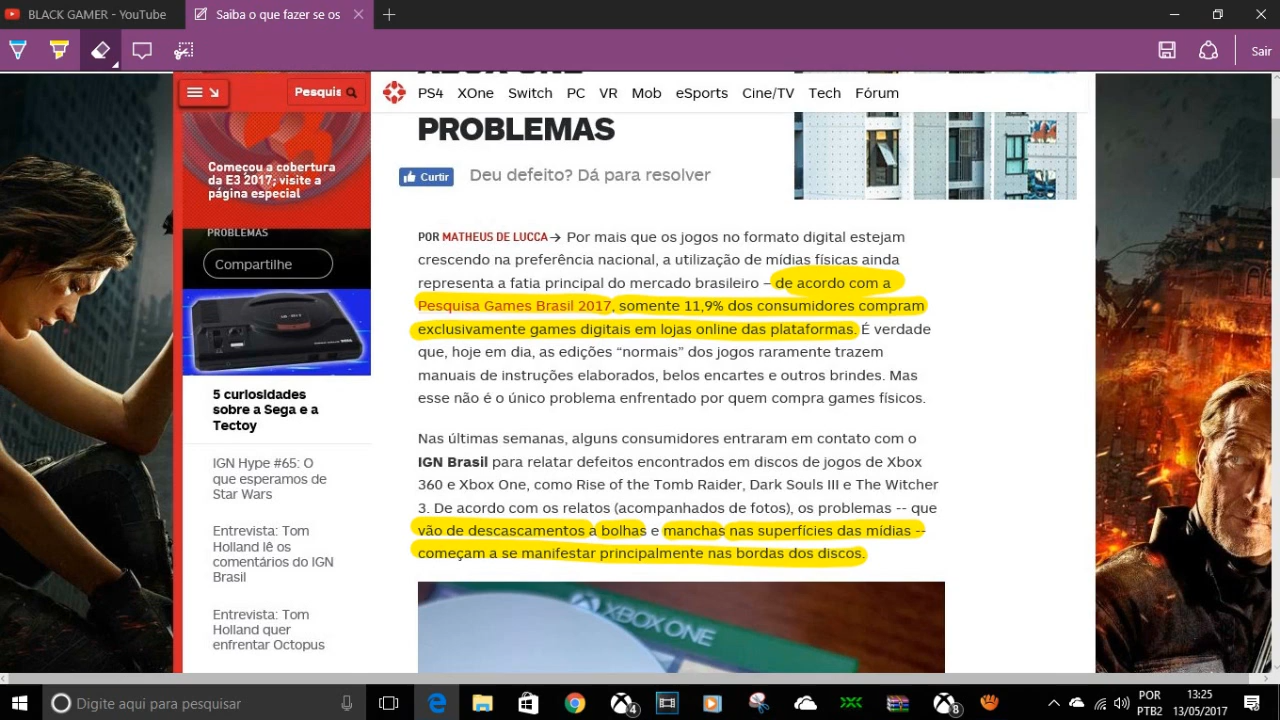 BLACK GAMER - YouTube
Saiba o que fazer se os
Sair
Pesquis
PS4 XOne Switch PC VR Mob eSports Cine/TV Tech Fórum
PROBLEMAS
Curtir
Deu defeito? Dá para resolver
Começou a cobertura
da E3 2017; visite a
página especial
PROBLEMAS
Compartilhe
5 curiosidades
sobre a Sega e a
Tectoy
IGN Hype #65: O
que esperamos de
Star Wars
Entrevista: Tom
Holland lê os
comentários do IGN
Brasil
Entrevista: Tom
Holland quer
enfrentar Octopus
POR MATHEUS DE LUCCA Por mais que os jogos no formato digital estejam
crescendo na preferência nacional, a utilização de mídias físicas ainda
representa a fatia principal do mercado brasileiro – de acordo com a
Pesquisa Games Brasil 2017, somente 11,9% dos consumidores compram
exclusivamente games digitais em lojas online das plataformas. É verdade
que, hoje em dia, as edições “normais” dos jogos raramente trazem
manuais de instruções elaborados, belos encartes e outros brindes. Mas
esse não é o único problema enfrentado por quem compra games físicos.
Nas últimas semanas, alguns consumidores entraram em contato com o
IGN Brasil para relatar defeitos encontrados em discos de jogos de Xbox
360 e Xbox One, como Rise of the Tomb Raider, Dark Souls III e The Witcher
3. De acordo com os relatos (acompanhados de fotos), os problemas -- que
vão de descascamentos a bolhas e manchas nas superfícies das mídias --
começam a se manifestar principalmente nas bordas dos discos.
XBOX ONE
Digite aqui para pesquisar
4
8
POR
PTB2
13:25
13/05/2017